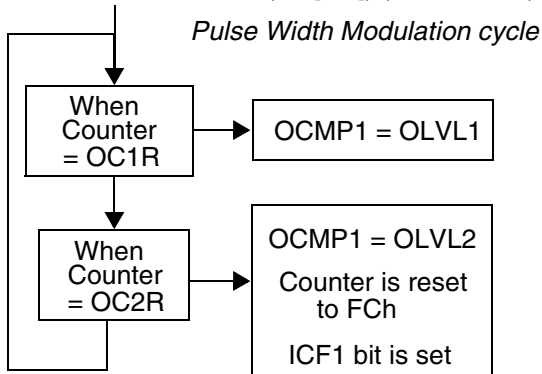 Pulse Width Modulation cycle
When
Counter
= OC1R
OCMP1 = OLVL1
When
Counter
= OC2R
OCMP1 = OLVL2
Counter is reset
to FCh
ICF1 bit is set